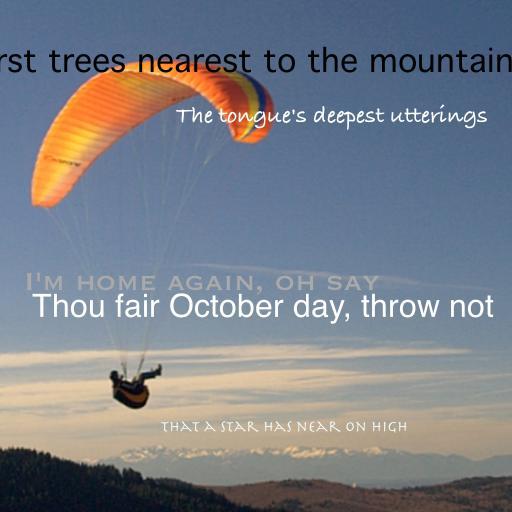 rst trees nearest to the mountain
The tongue's deepest utterings
I'm home again, oh say
Thou fair October day, throw not
that a star has near on high